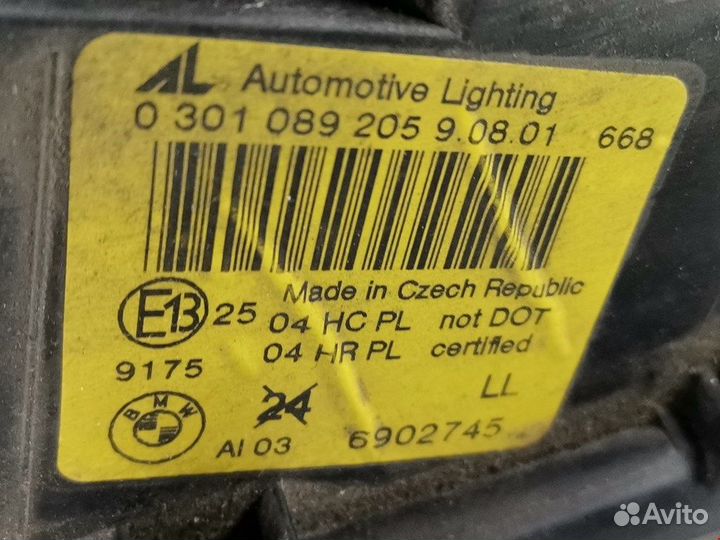 AL Automotive Lighting
0 301 089 205 9.08.01 668
Made in Czech Republic
E13 25 04 HC PL not DOT
9175 04 HR PL certified
24 LL
BMW
AI 03 6902745
Avito